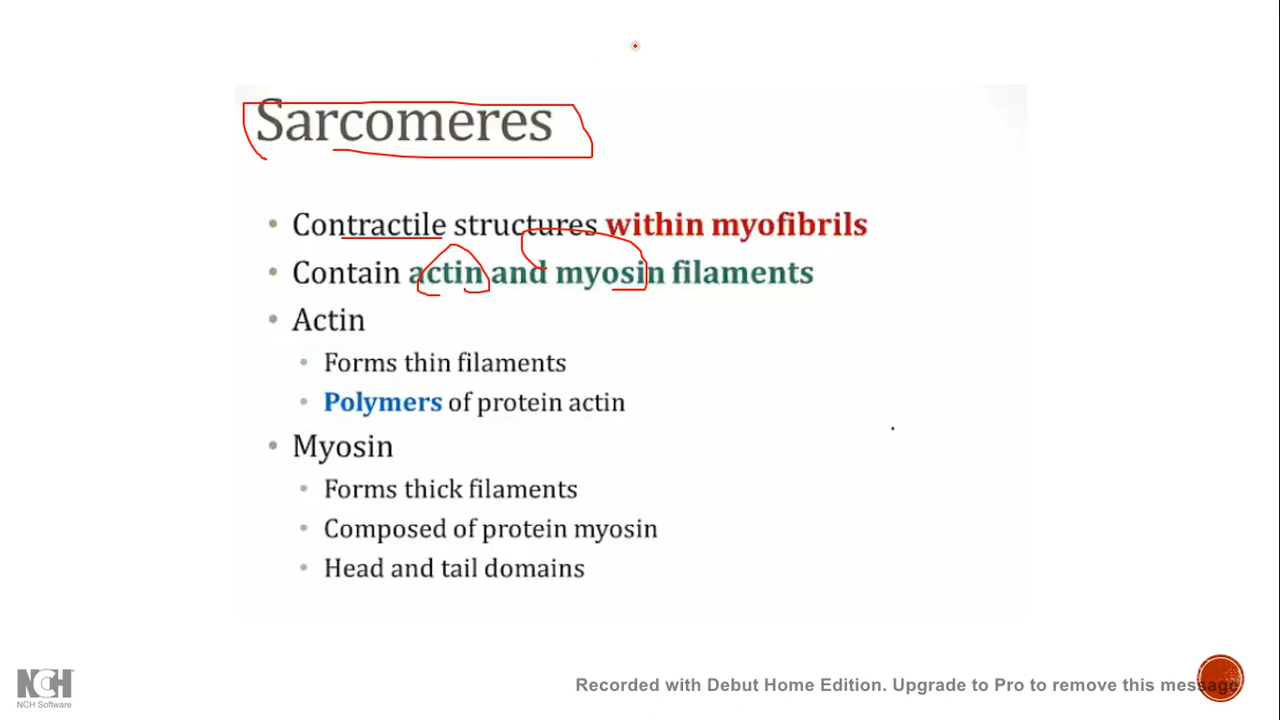 Sarcomeres
• Contractile structures within myofibrils
• Contain actin and myosin filaments
• Actin
• Forms thin filaments
• Polymers of protein actin
• Myosin
• Forms thick filaments
• Composed of protein myosin
• Head and tail domains
NCH
NCH Software
Recorded with Debut Home Edition. Upgrade to Pro to remove this message